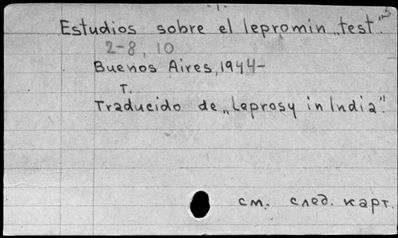 Estudios sobre el lepromin „test".
2-8, 10
Buenos Aires, 1944-
T.
Traducido de „Leprosy in India".
см. след. карт.